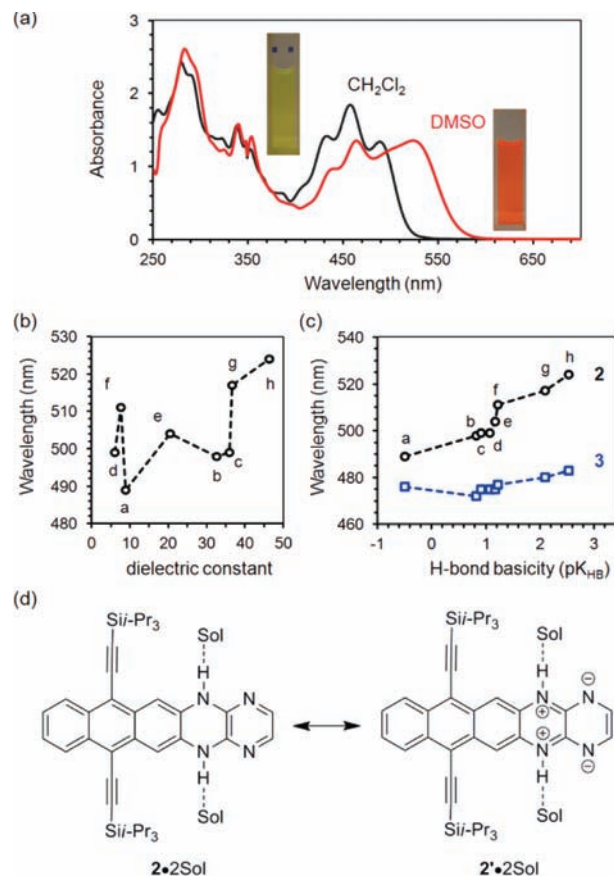 (a)
3
2
1
0
Absorbance
CH2Cl2
DMSO
250 350 450 550 650
Wavelength (nm)
(b)
530
520
510
500
490
480
Wavelength (nm)
f
d
a
e
b
c
g
h
0 10 20 30 40 50
dielectric constant
(c)
540
520
500
480
460
Wavelength (nm)
a
b
c
d
e
f
g
h
2
3
-1 0 1 2 3
H-bond basicity (pKHB)
(d)
Sii-Pr3
Sol
H
N
N
N
N
H
Sol
Sii-Pr3
2•2Sol
Sii-Pr3
Sol
H
N
⊕
N
⊖
⊕
N
N
⊖
H
Sol
Sii-Pr3
2'•2Sol